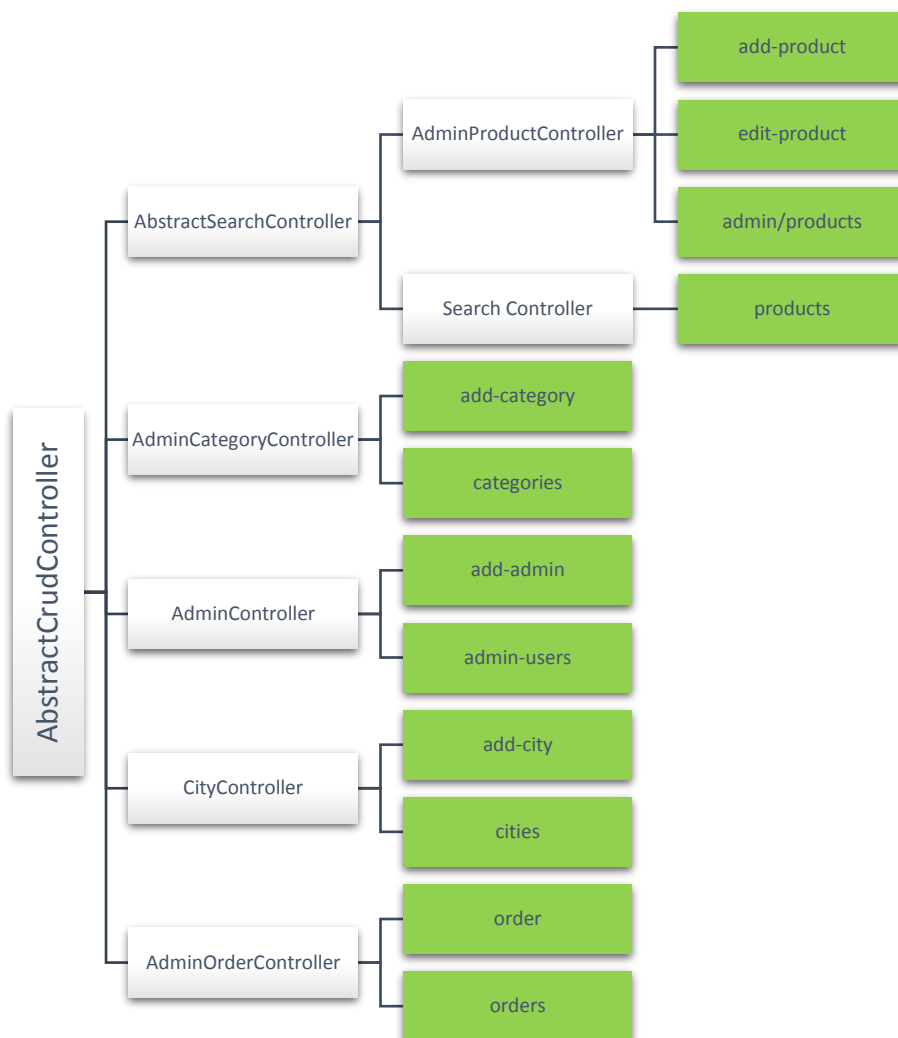 AbstractCrudController
AbstractSearchController
AdminProductController
add-product
edit-product
admin/products
Search Controller
products
AdminCategoryController
add-category
categories
AdminController
add-admin
admin-users
CityController
add-city
cities
AdminOrderController
order
orders